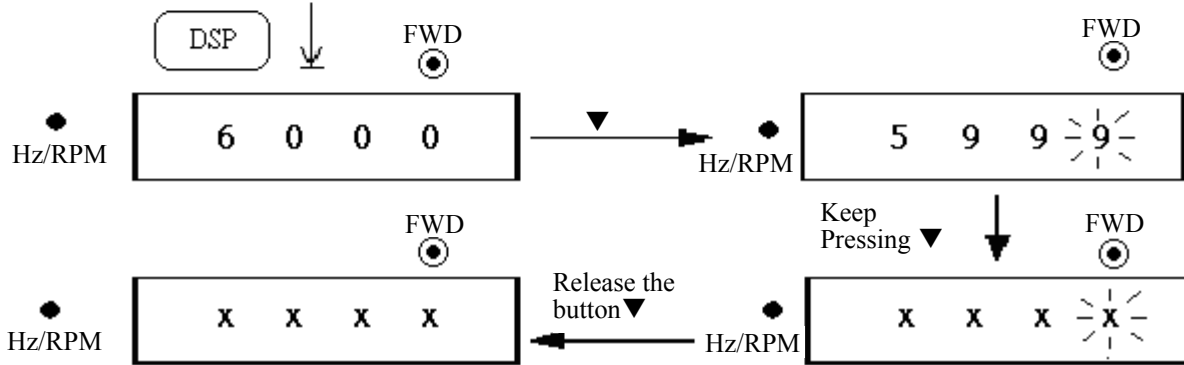 DSP
FWD
Hz/RPM
6 0 0 0
▼
FWD
Hz/RPM
5 9 9 9
Keep
Pressing ▼
FWD
Hz/RPM
x x x x
Release the
button ▼
FWD
Hz/RPM
x x x x